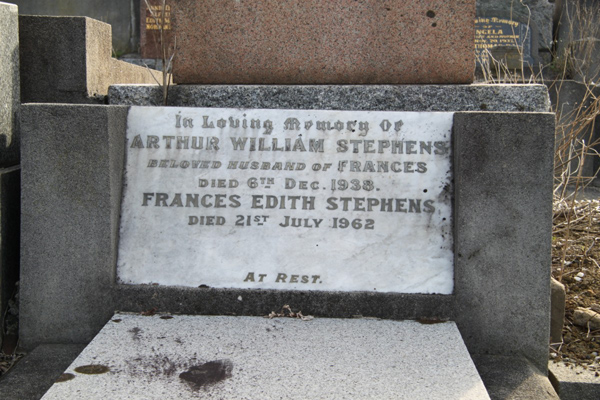 In Loving Memory Of
ARTHUR WILLIAM STEPHENS
BELOVED HUSBAND OF FRANCES
DIED 6TH DEC. 1938.
FRANCES EDITH STEPHENS
DIED 21ST JULY 1962
AT REST.